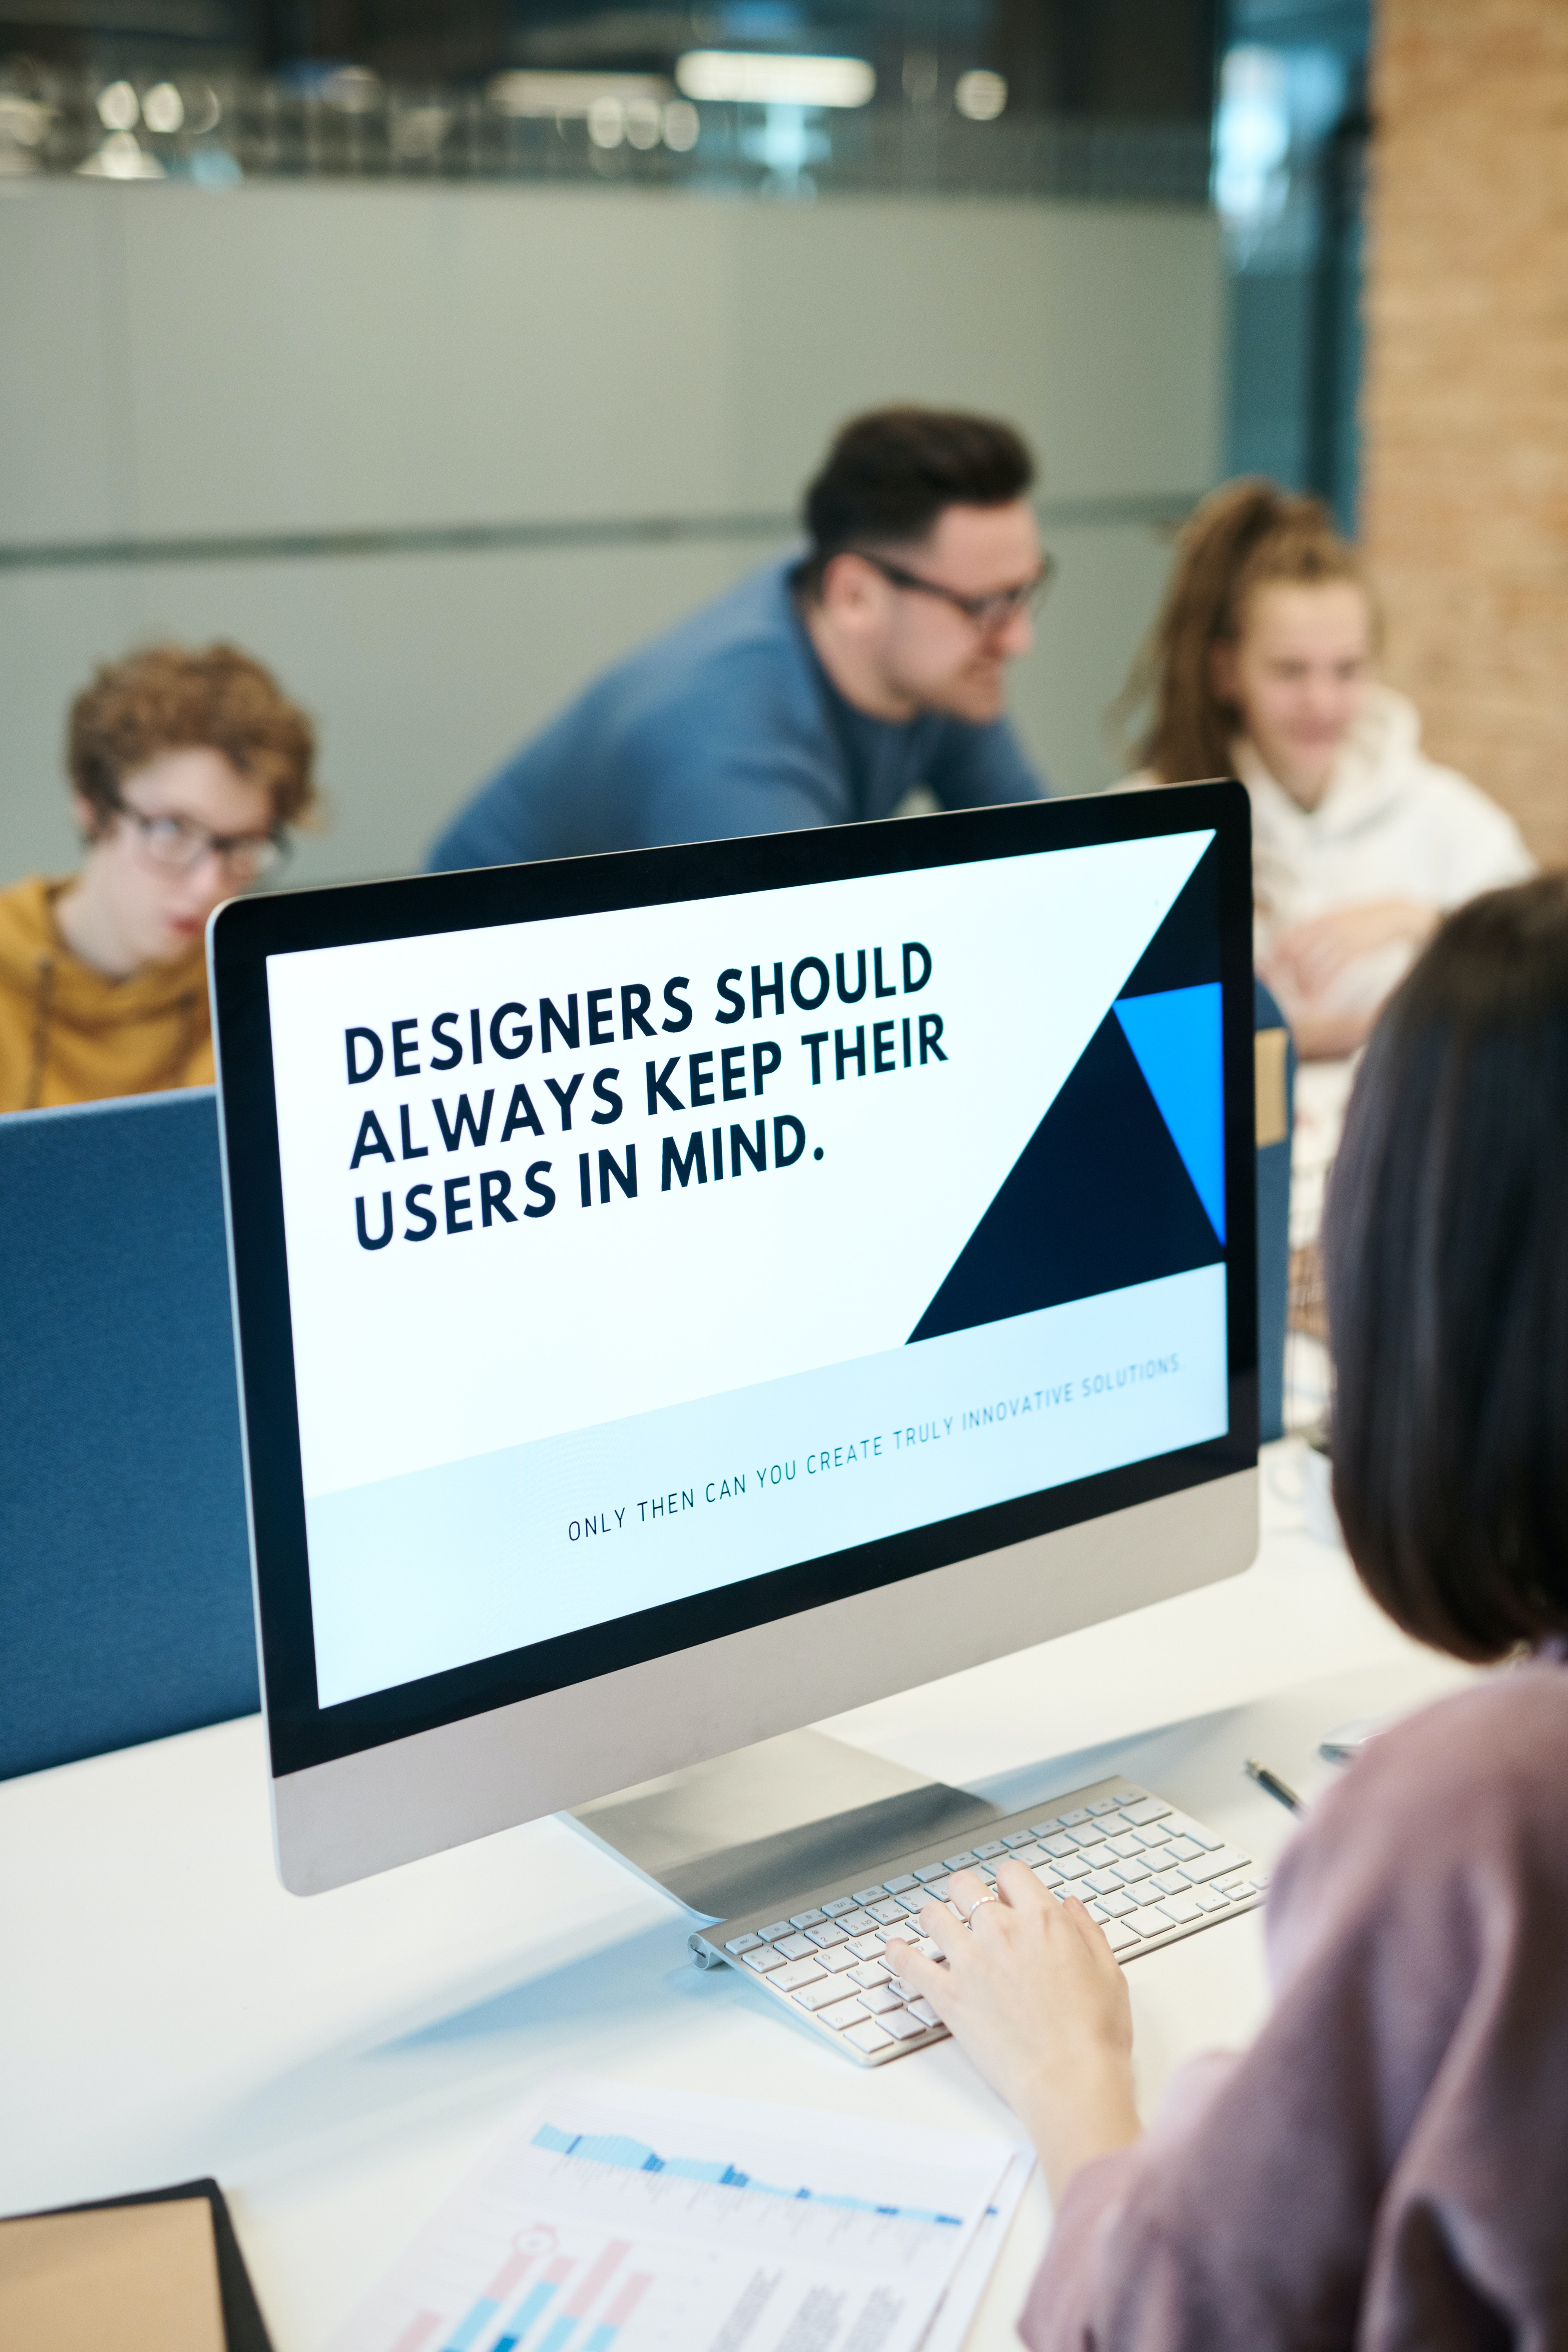 DESIGNERS SHOULD
ALWAYS KEEP THEIR
USERS IN MIND.
ONLY THEN CAN YOU CREATE TRULY INNOVATIVE SOLUTIONS.